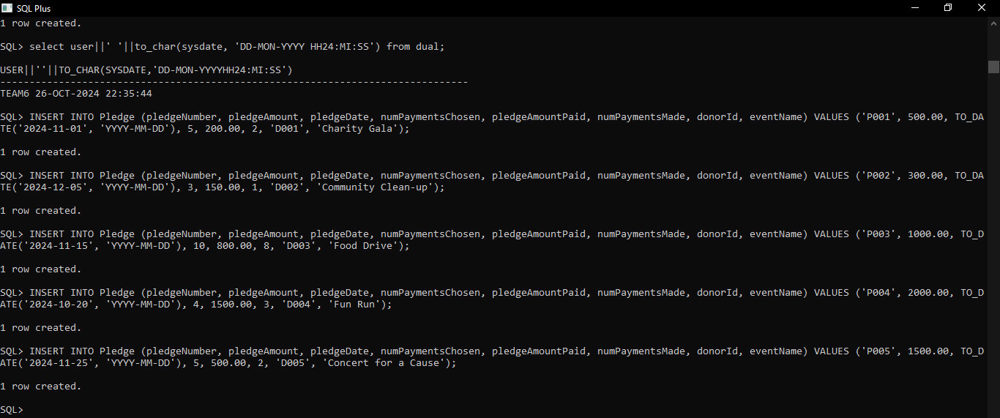 SQL Plus
1 row created.
SQL> select user||' '||to_char(sysdate, 'DD-MON-YYYY HH24:MI:SS') from dual;
USER||''||TO_CHAR(SYSDATE,'DD-MON-YYYYHH24:MI:SS')
--------------------------------------------------------------------------------
TEAM6 26-OCT-2024 22:35:44
SQL> INSERT INTO Pledge (pledgeNumber, pledgeAmount, pledgeDate, numPaymentsChosen, pledgeAmountPaid, numPaymentsMade, donorId, eventName) VALUES ('P001', 500.00, TO_DA
TE('2024-11-01', 'YYYY-MM-DD'), 5, 200.00, 2, 'D001', 'Charity Gala');
1 row created.
SQL> INSERT INTO Pledge (pledgeNumber, pledgeAmount, pledgeDate, numPaymentsChosen, pledgeAmountPaid, numPaymentsMade, donorId, eventName) VALUES ('P002', 300.00, TO_DA
TE('2024-12-05', 'YYYY-MM-DD'), 3, 150.00, 1, 'D002', 'Community Clean-up');
1 row created.
SQL> INSERT INTO Pledge (pledgeNumber, pledgeAmount, pledgeDate, numPaymentsChosen, pledgeAmountPaid, numPaymentsMade, donorId, eventName) VALUES ('P003', 1000.00, TO_D
ATE('2024-11-15', 'YYYY-MM-DD'), 10, 800.00, 8, 'D003', 'Food Drive');
1 row created.
SQL> INSERT INTO Pledge (pledgeNumber, pledgeAmount, pledgeDate, numPaymentsChosen, pledgeAmountPaid, numPaymentsMade, donorId, eventName) VALUES ('P004', 2000.00, TO_D
ATE('2024-10-20', 'YYYY-MM-DD'), 4, 1500.00, 3, 'D004', 'Fun Run');
1 row created.
SQL> INSERT INTO Pledge (pledgeNumber, pledgeAmount, pledgeDate, numPaymentsChosen, pledgeAmountPaid, numPaymentsMade, donorId, eventName) VALUES ('P005', 1500.00, TO_D
ATE('2024-11-25', 'YYYY-MM-DD'), 5, 500.00, 2, 'D005', 'Concert for a Cause');
1 row created.
SQL>